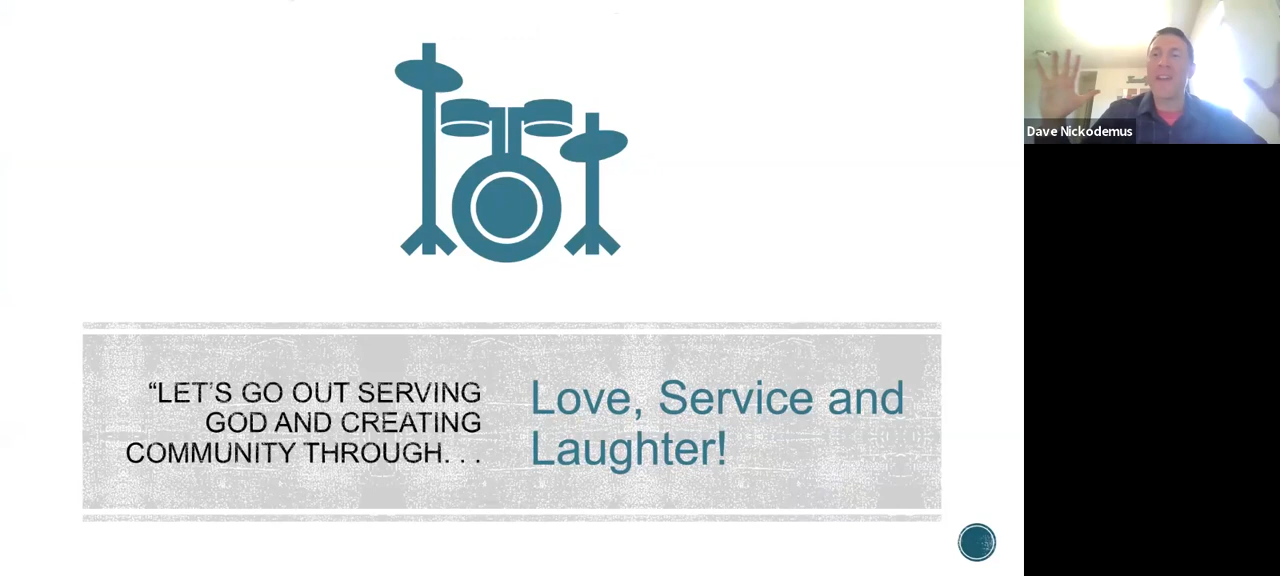 “LET’S GO OUT SERVING
GOD AND CREATING
COMMUNITY THROUGH. . .
Love, Service and
Laughter!
Dave Nickodemus